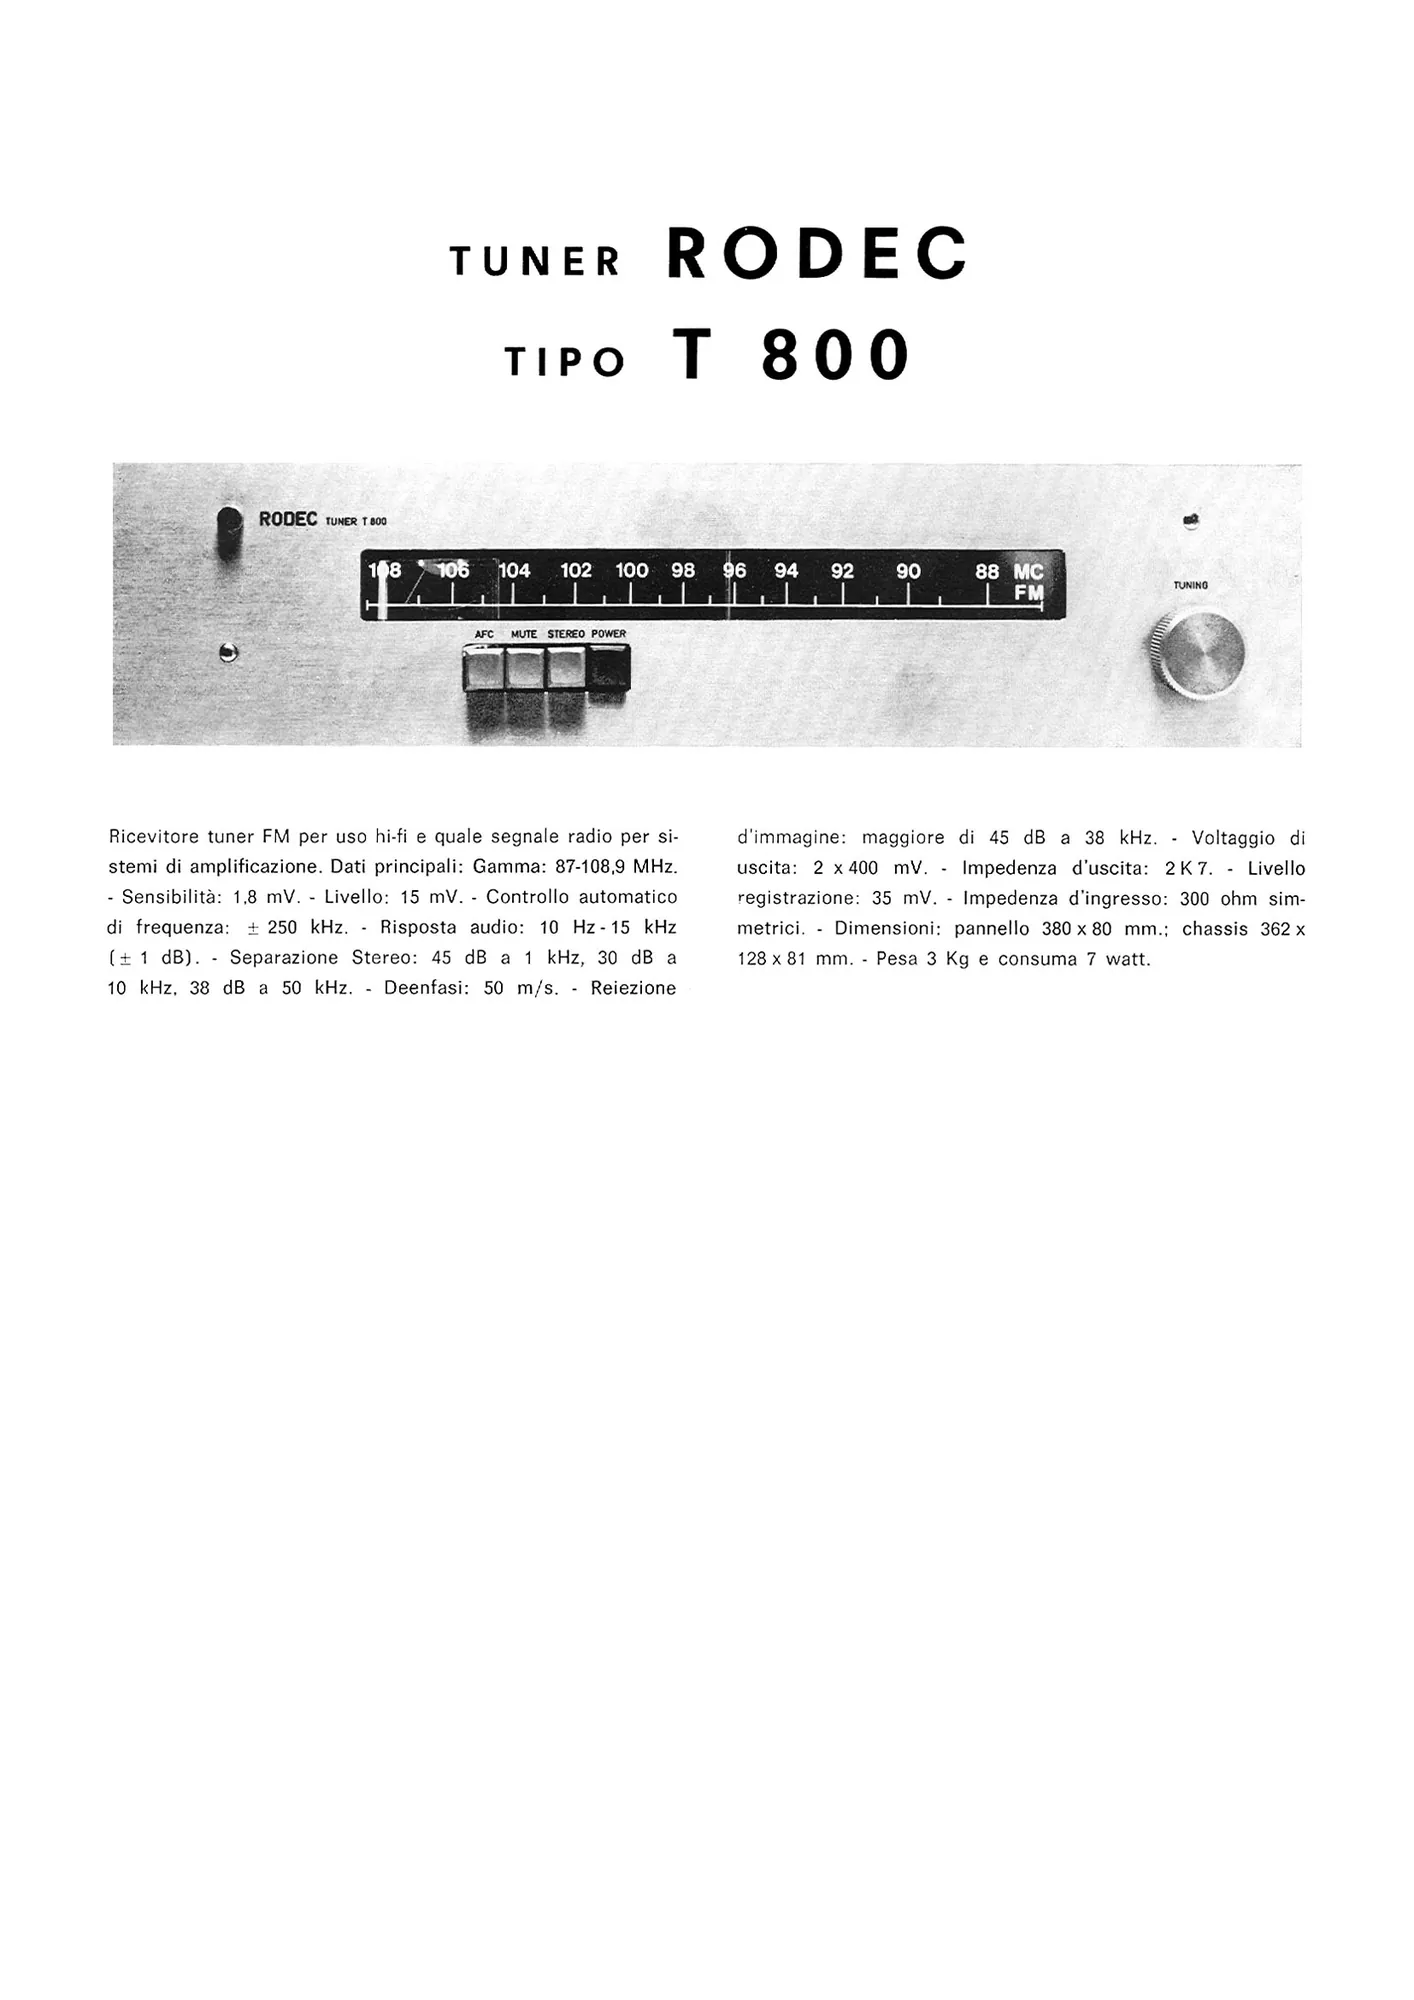 TUNER RODEC
TIPO T 800
RODEC TUNER T 800
108 106 104 102 100 98 96 94 92 90 88 MC
FM
TUNING
AFC MUTE STEREO POWER
Ricevitore tuner FM per uso hi-fi e quale segnale radio per si-
stemi di amplificazione. Dati principali: Gamma: 87-108,9 MHz.
- Sensibilità: 1,8 mV. - Livello: 15 mV. - Controllo automatico
di frequenza: ± 250 kHz. - Risposta audio: 10 Hz - 15 kHz
(± 1 dB). - Separazione Stereo: 45 dB a 1 kHz, 30 dB a
10 kHz, 38 dB a 50 kHz. - Deenfasi: 50 m/s. - Reiezione
d'immagine: maggiore di 45 dB a 38 kHz. - Voltaggio di
uscita: 2 x 400 mV. - Impedenza d'uscita: 2 K 7. - Livello
registrazione: 35 mV. - Impedenza d'ingresso: 300 ohm sim-
metrici. - Dimensioni: pannello 380 x 80 mm.; chassis 362 x
128 x 81 mm. - Pesa 3 Kg e consuma 7 watt.